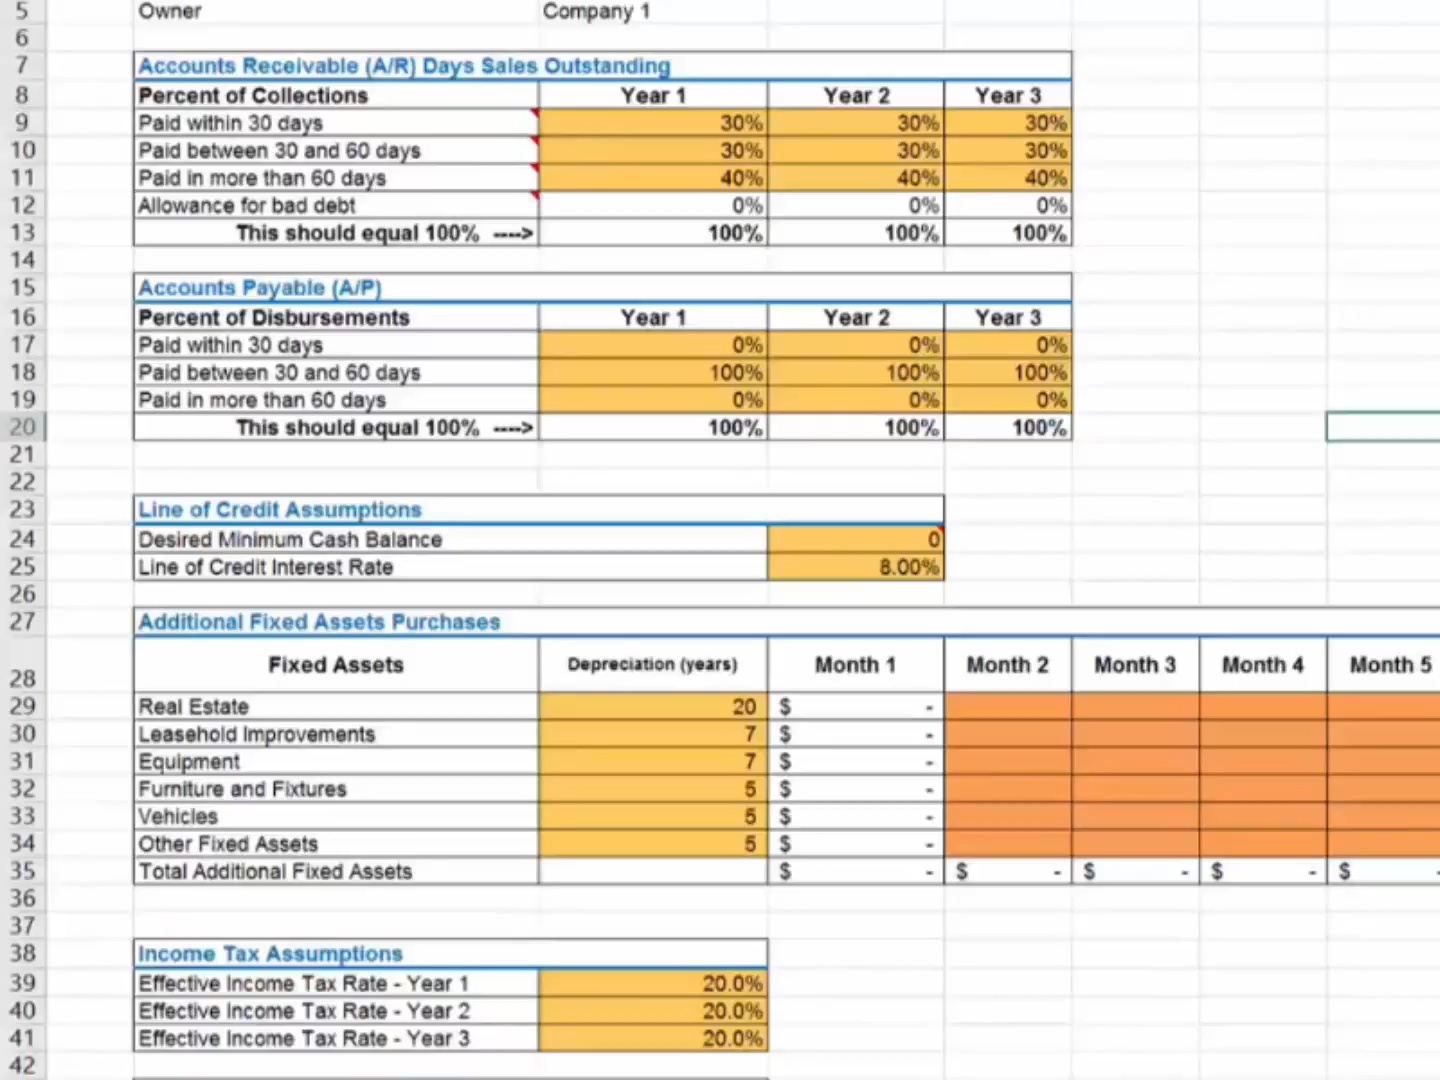 5 Owner Company 1
6
7 Accounts Receivable (A/R) Days Sales Outstanding
8 Percent of Collections Year 1 Year 2 Year 3
9 Paid within 30 days 30% 30% 30%
10 Paid between 30 and 60 days 30% 30% 30%
11 Paid in more than 60 days 40% 40% 40%
12 Allowance for bad debt 0% 0% 0%
13 This should equal 100% ----> 100% 100% 100%
14
15 Accounts Payable (A/P)
16 Percent of Disbursements Year 1 Year 2 Year 3
17 Paid within 30 days 0% 0% 0%
18 Paid between 30 and 60 days 100% 100% 100%
19 Paid in more than 60 days 0% 0% 0%
20 This should equal 100% ----> 100% 100% 100%
21
22
23 Line of Credit Assumptions
24 Desired Minimum Cash Balance 0
25 Line of Credit Interest Rate 8.00%
26
27 Additional Fixed Assets Purchases
28 Fixed Assets Depreciation (years) Month 1 Month 2 Month 3 Month 4 Month 5
29 Real Estate 20 $ -
30 Leasehold Improvements 7 $ -
31 Equipment 7 $ -
32 Furniture and Fixtures 5 $ -
33 Vehicles 5 $ -
34 Other Fixed Assets 5 $ -
35 Total Additional Fixed Assets $ - $ - $ - $ - $ -
36
37
38 Income Tax Assumptions
39 Effective Income Tax Rate - Year 1 20.0%
40 Effective Income Tax Rate - Year 2 20.0%
41 Effective Income Tax Rate - Year 3 20.0%
42